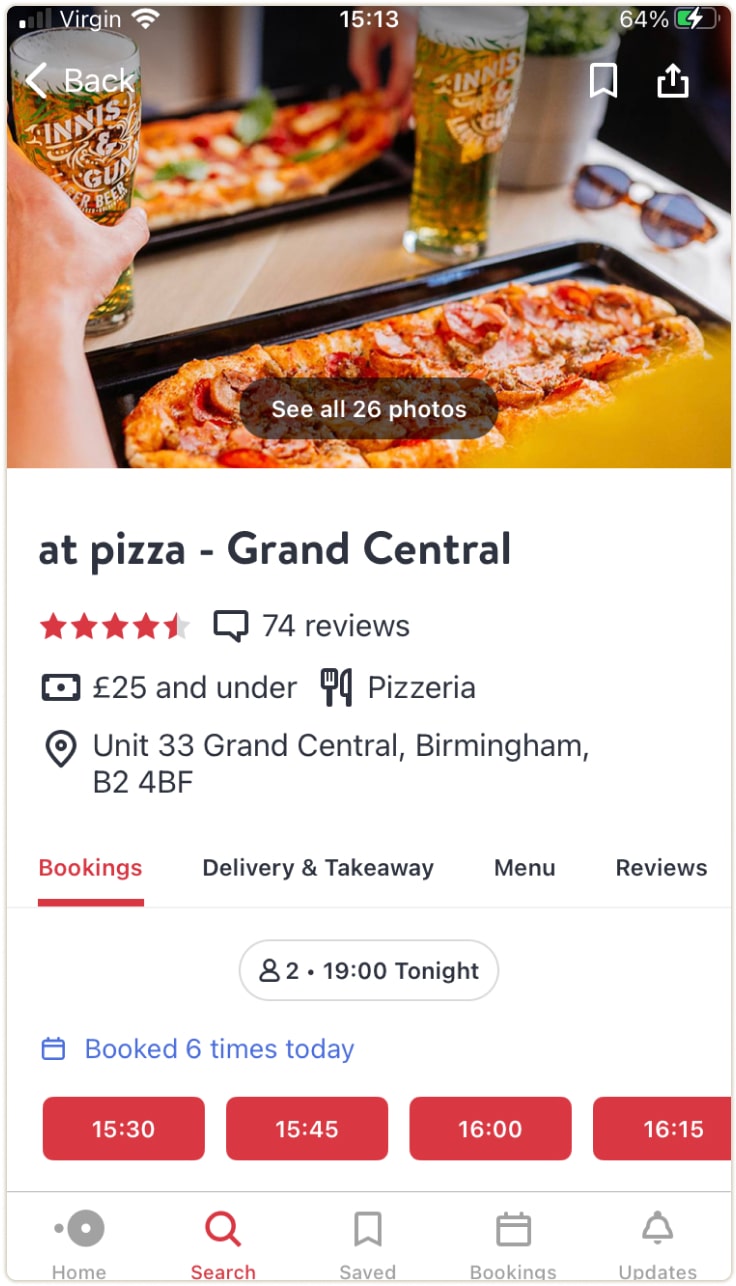 Virgin 15:13 64%
Back
INNIS
&
GUNN
BEER
INNIS
&
See all 26 photos
at pizza - Grand Central
74 reviews
£25 and under Pizzeria
Unit 33 Grand Central, Birmingham,
B2 4BF
Bookings Delivery & Takeaway Menu Reviews
2 • 19:00 Tonight
Booked 6 times today
15:30 15:45 16:00 16:15
Home Search Saved Bookings Updates